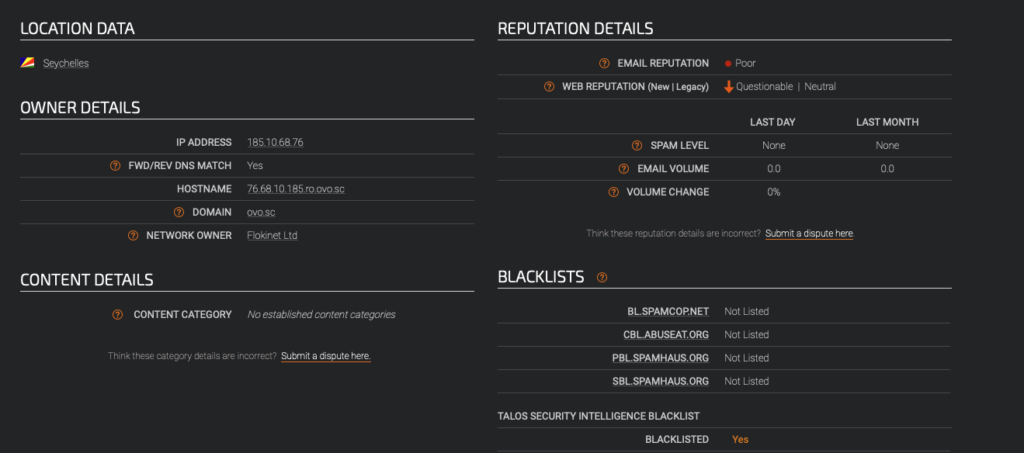 LOCATION DATA
Seychelles
OWNER DETAILS
IP ADDRESS 185.10.68.76
? FWD/REV DNS MATCH Yes
HOSTNAME 76.68.10.185.ro.ovo.sc
? DOMAIN ovo.sc
? NETWORK OWNER Flokinet Ltd
CONTENT DETAILS
? CONTENT CATEGORY No established content categories
Think these category details are incorrect? Submit a dispute here.
REPUTATION DETAILS
? EMAIL REPUTATION Poor
? WEB REPUTATION (New | Legacy) Questionable | Neutral
LAST DAY LAST MONTH
? SPAM LEVEL None None
? EMAIL VOLUME 0.0 0.0
? VOLUME CHANGE 0%
Think these reputation details are incorrect? Submit a dispute here.
BLACKLISTS ?
BL.SPAMCOP.NET Not Listed
CBL.ABUSEAT.ORG Not Listed
PBL.SPAMHAUS.ORG Not Listed
SBL.SPAMHAUS.ORG Not Listed
TALOS SECURITY INTELLIGENCE BLACKLIST
BLACKLISTED Yes